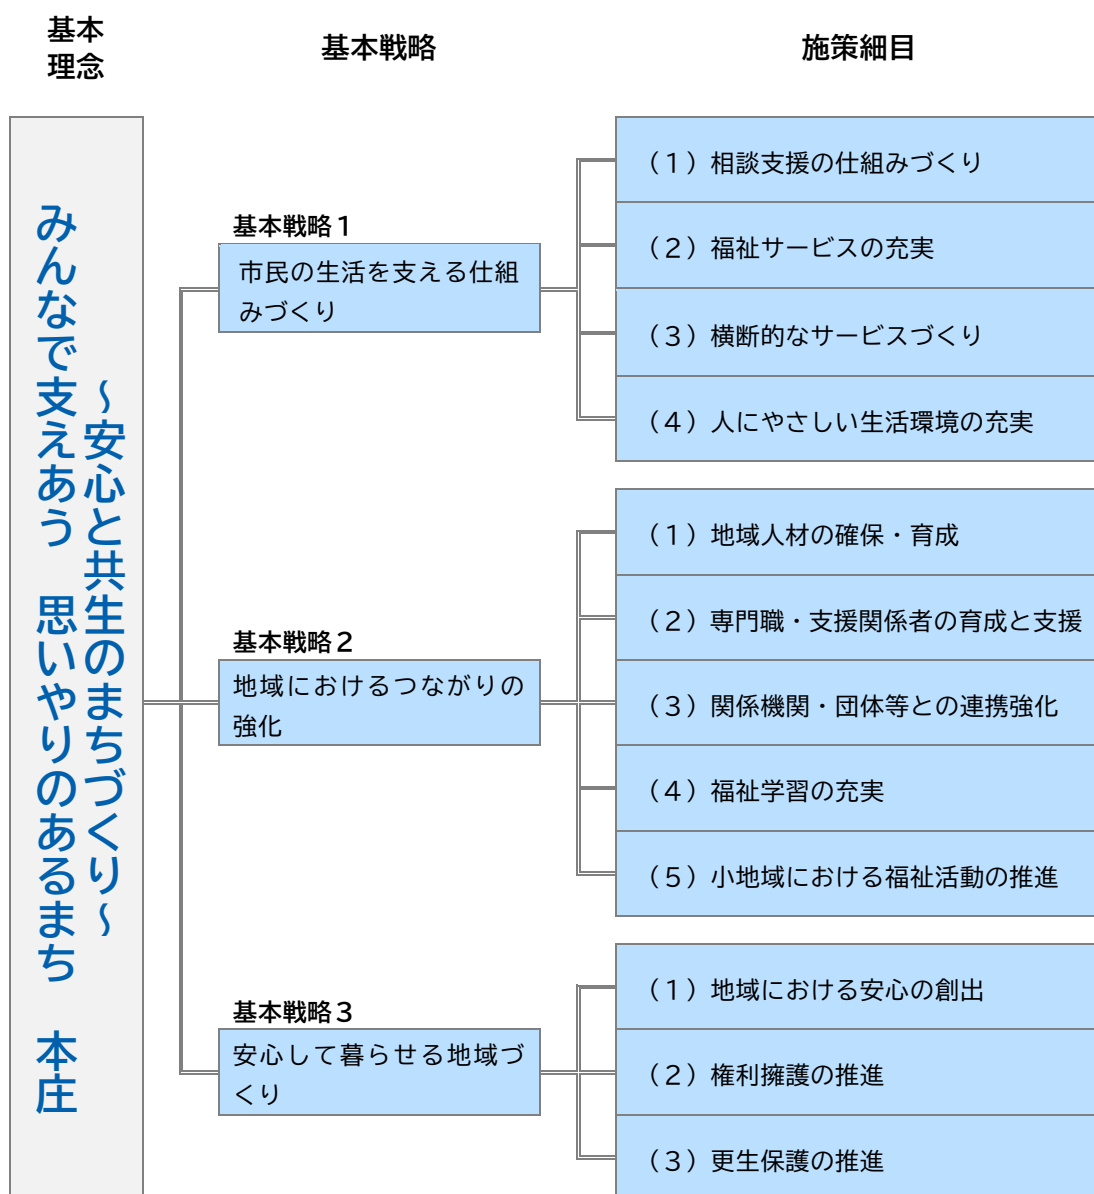 基本
理念
基本戦略
施策細目
～安心と共生のまちづくり～
みんなで支えあう　思いやりのあるまち　本庄
基本戦略１
市民の生活を支える仕組
みづくり
（１）相談支援の仕組みづくり
（２）福祉サービスの充実
（３）横断的なサービスづくり
（４）人にやさしい生活環境の充実
基本戦略２
地域におけるつながりの
強化
（１）地域人材の確保・育成
（２）専門職・支援関係者の育成と支援
（３）関係機関・団体等との連携強化
（４）福祉学習の充実
（５）小地域における福祉活動の推進
基本戦略３
安心して暮らせる地域づ
くり
（１）地域における安心の創出
（２）権利擁護の推進
（３）更生保護の推進